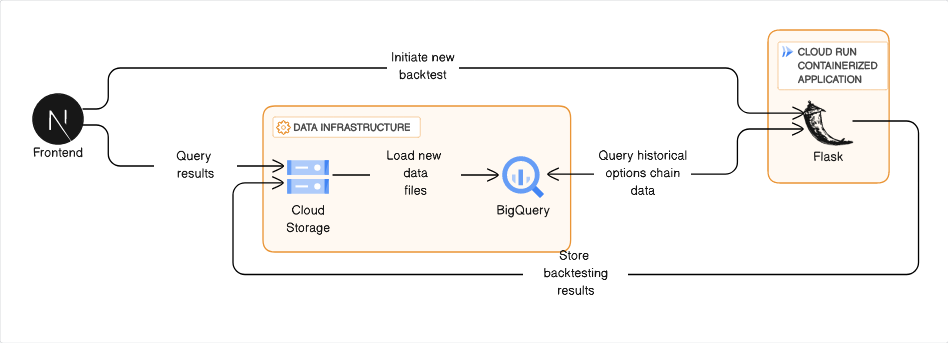 Initiate new
backtest
CLOUD RUN
CONTAINERIZED
APPLICATION
Frontend
DATA INFRASTRUCTURE
Query
results
Load new
data
files
Query historical
options chain
data
Flask
Cloud
Storage
BigQuery
Store
backtesting
results